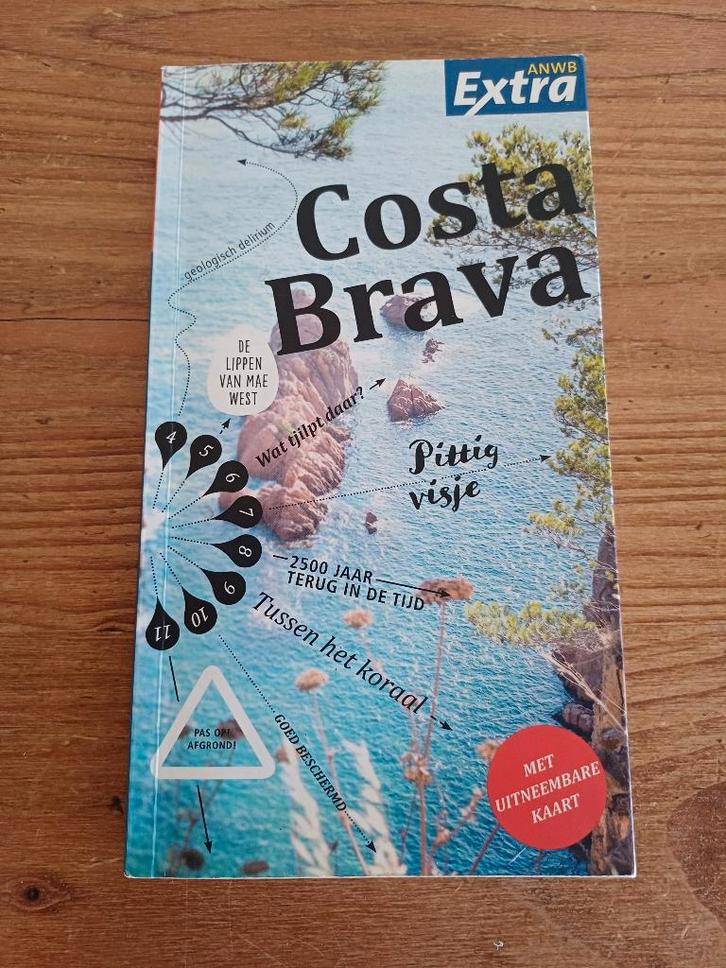 ANWB
Extra
Costa
Brava
geologisch delirium
DE
LIPPEN
VAN MAE
WEST
Wat tjilpt daar?
Pittig
visje
4
5
6
7
8
9
10
11
2500 JAAR
TERUG IN DE TIJD
Tussen het koraal
PAS OP!
AFGROND!
GOED BESCHERMD
MET
UITNEEMBARE
KAART